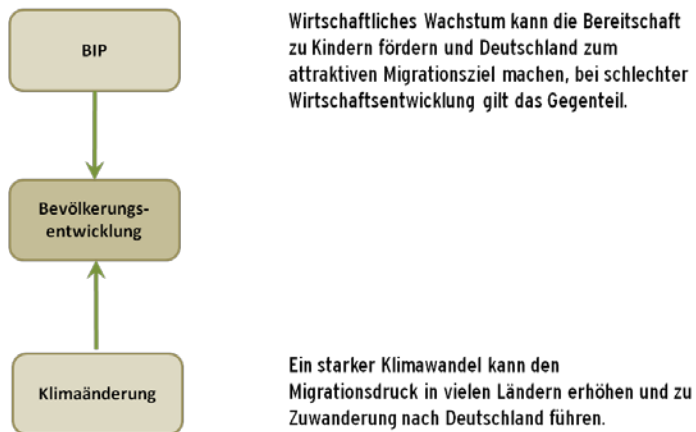 BIP
Wirtschaftliches Wachstum kann die Bereitschaft
zu Kindern fördern und Deutschland zum
attraktiven Migrationsziel machen, bei schlechter
Wirtschaftsentwicklung gilt das Gegenteil.
Bevölkerungs-
entwicklung
Klimaänderung
Ein starker Klimawandel kann den
Migrationsdruck in vielen Ländern erhöhen und zu
Zuwanderung nach Deutschland führen.